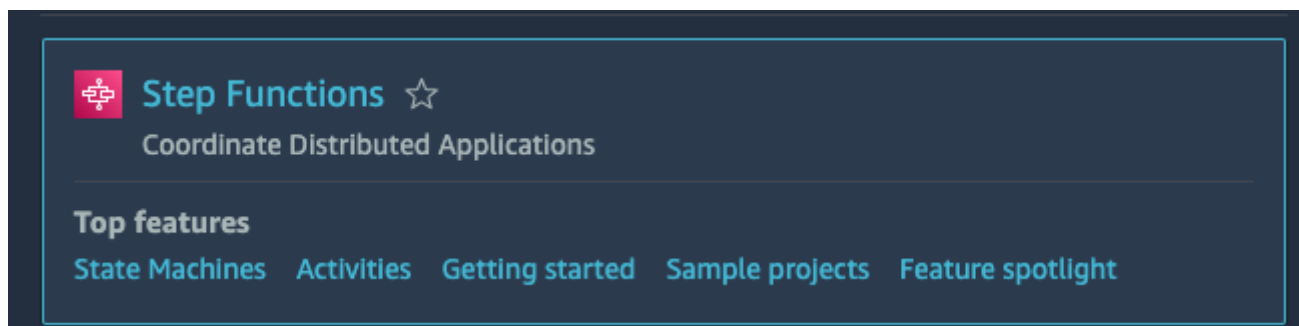 Step Functions
Coordinate Distributed Applications
Top features
State Machines Activities Getting started Sample projects Feature spotlight